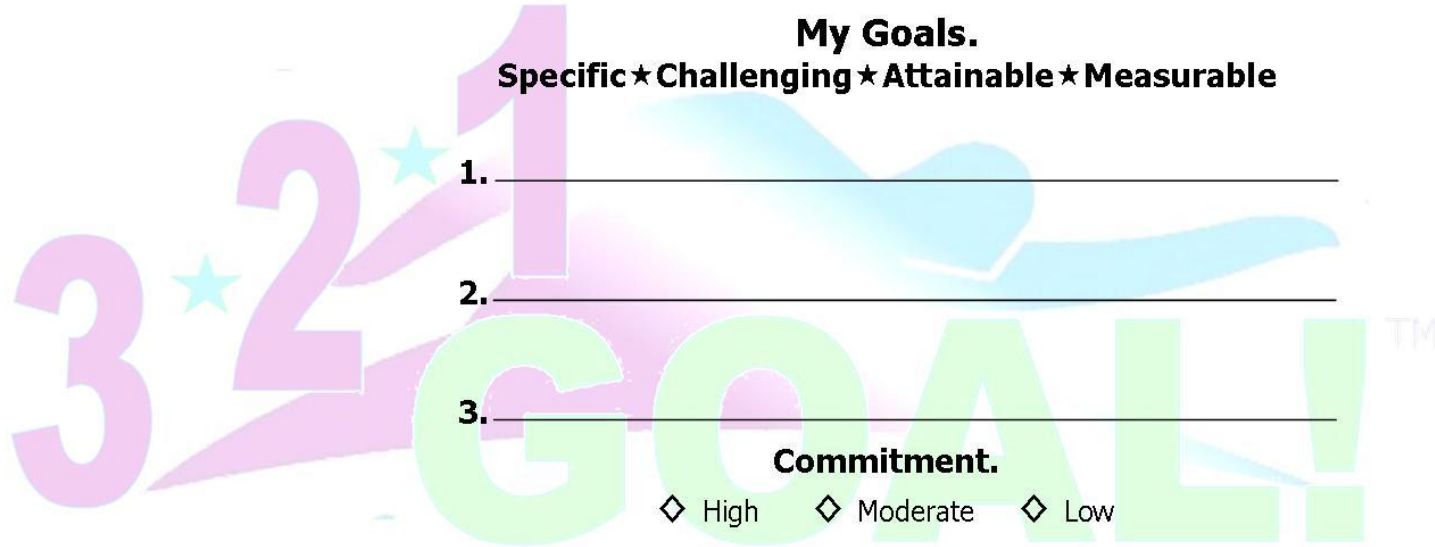 My Goals.
Specific★Challenging★Attainable★Measurable
1.
2.
3.
Commitment.
◇ High ◇ Moderate ◇ Low
3★2★1
GOAL!™